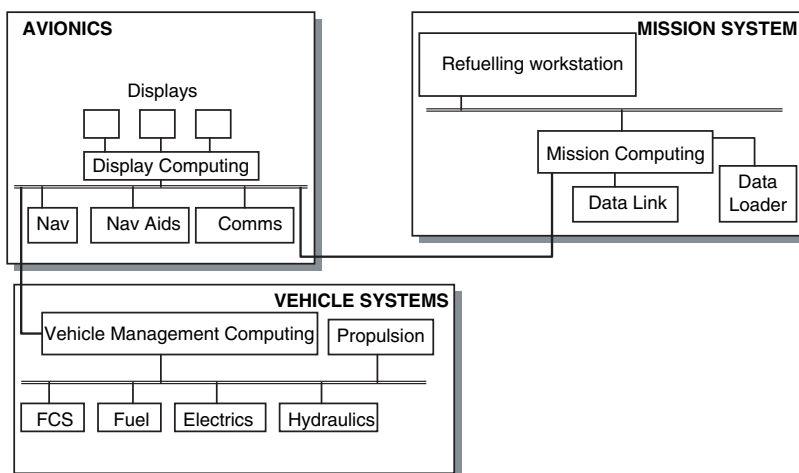 AVIONICS
Displays
Display Computing
Nav
Nav Aids
Comms
MISSION SYSTEM
Refuelling workstation
Mission Computing
Data Link
Data
Loader
VEHICLE SYSTEMS
Vehicle Management Computing
Propulsion
FCS
Fuel
Electrics
Hydraulics